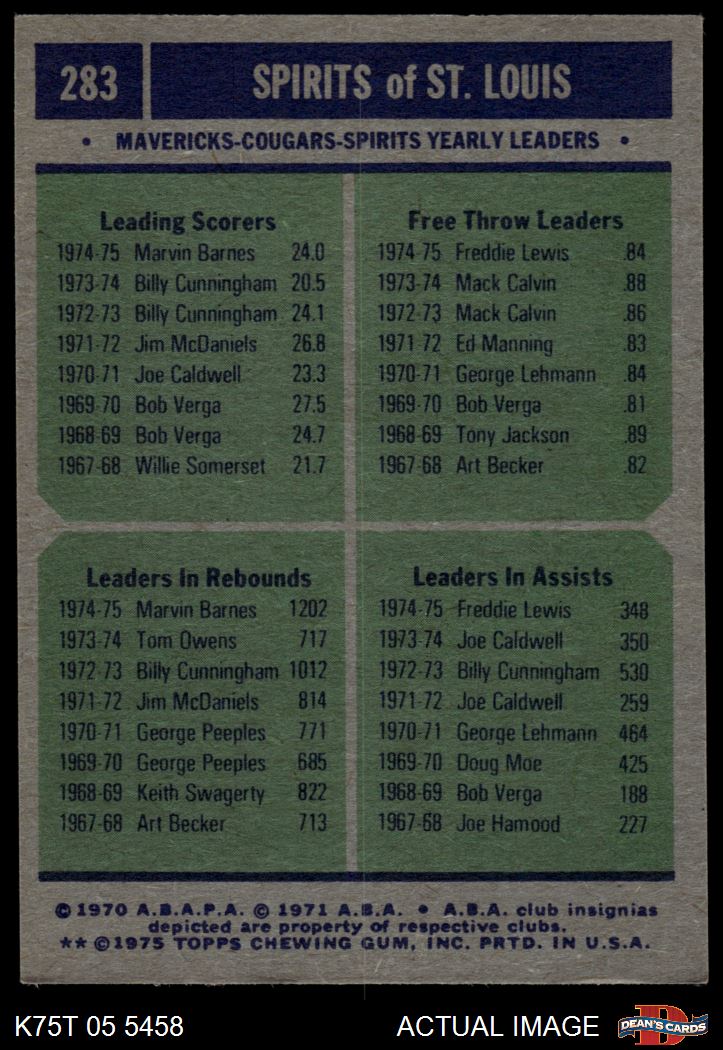 283 SPIRITS of ST. LOUIS
• MAVERICKS-COUGARS-SPIRITS YEARLY LEADERS •
Leading Scorers
1974-75 Marvin Barnes 24.0
1973-74 Billy Cunningham 20.5
1972-73 Billy Cunningham 24.1
1971-72 Jim McDaniels 26.8
1970-71 Joe Caldwell 23.3
1969-70 Bob Verga 27.5
1968-69 Bob Verga 24.7
1967-68 Willie Somerset 21.7
Free Throw Leaders
1974-75 Freddie Lewis .84
1973-74 Mack Calvin .88
1972-73 Mack Calvin .86
1971-72 Ed Manning .83
1970-71 George Lehmann .84
1969-70 Bob Verga .81
1968-69 Tony Jackson .89
1967-68 Art Becker .82
Leaders In Rebounds
1974-75 Marvin Barnes 1202
1973-74 Tom Owens 717
1972-73 Billy Cunningham 1012
1971-72 Jim McDaniels 814
1970-71 George Peeples 771
1969-70 George Peeples 685
1968-69 Keith Swagerty 822
1967-68 Art Becker 713
Leaders In Assists
1974-75 Freddie Lewis 348
1973-74 Joe Caldwell 350
1972-73 Billy Cunningham 530
1971-72 Joe Caldwell 259
1970-71 George Lehmann 464
1969-70 Doug Moe 425
1968-69 Bob Verga 188
1967-68 Joe Hamood 227
© 1970 A.B.A.P.A. © 1971 A.B.A. • A.B.A. club insignias
depicted are property of respective clubs.
** ©1975 TOPPS CHEWING GUM, INC. PRTD. IN U.S.A.
K75T 05 5458 ACTUAL IMAGE DEAN'S CARDS